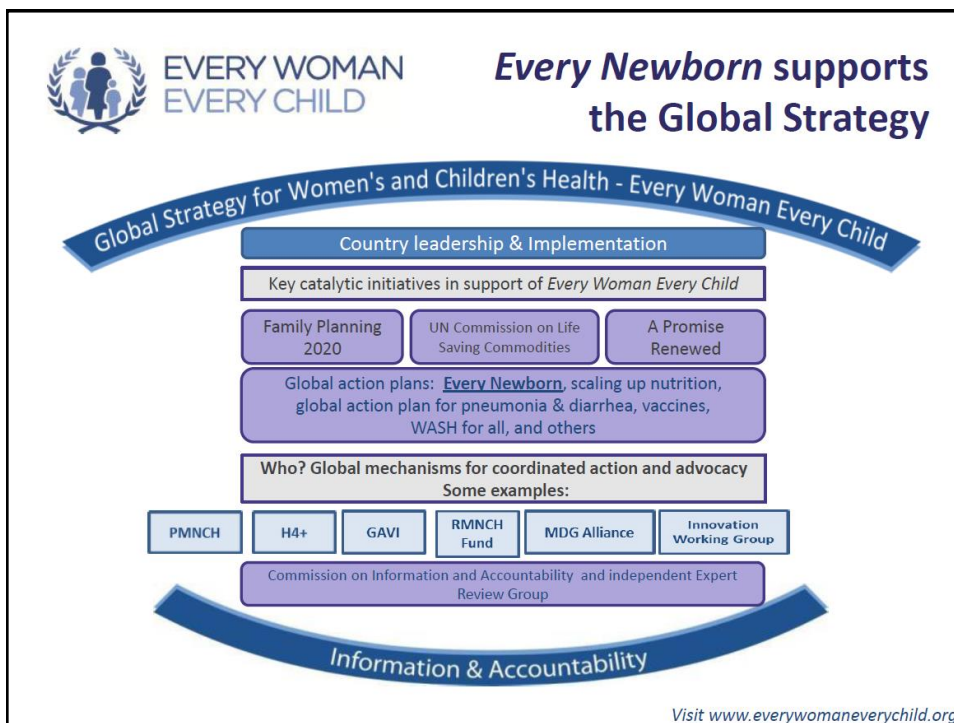 EVERY WOMAN
EVERY CHILD
Every Newborn supports
the Global Strategy
Global Strategy for Women's and Children's Health - Every Woman Every Child
Country leadership & Implementation
Key catalytic initiatives in support of Every Woman Every Child
Family Planning
2020
UN Commission on Life
Saving Commodities
A Promise
Renewed
Global action plans: Every Newborn, scaling up nutrition,
global action plan for pneumonia & diarrhea, vaccines,
WASH for all, and others
Who? Global mechanisms for coordinated action and advocacy
Some examples:
PMNCH
H4+
GAVI
RMNCH
Fund
MDG Alliance
Innovation
Working Group
Commission on Information and Accountability and independent Expert
Review Group
Information & Accountability
Visit www.everywomaneverychild.org